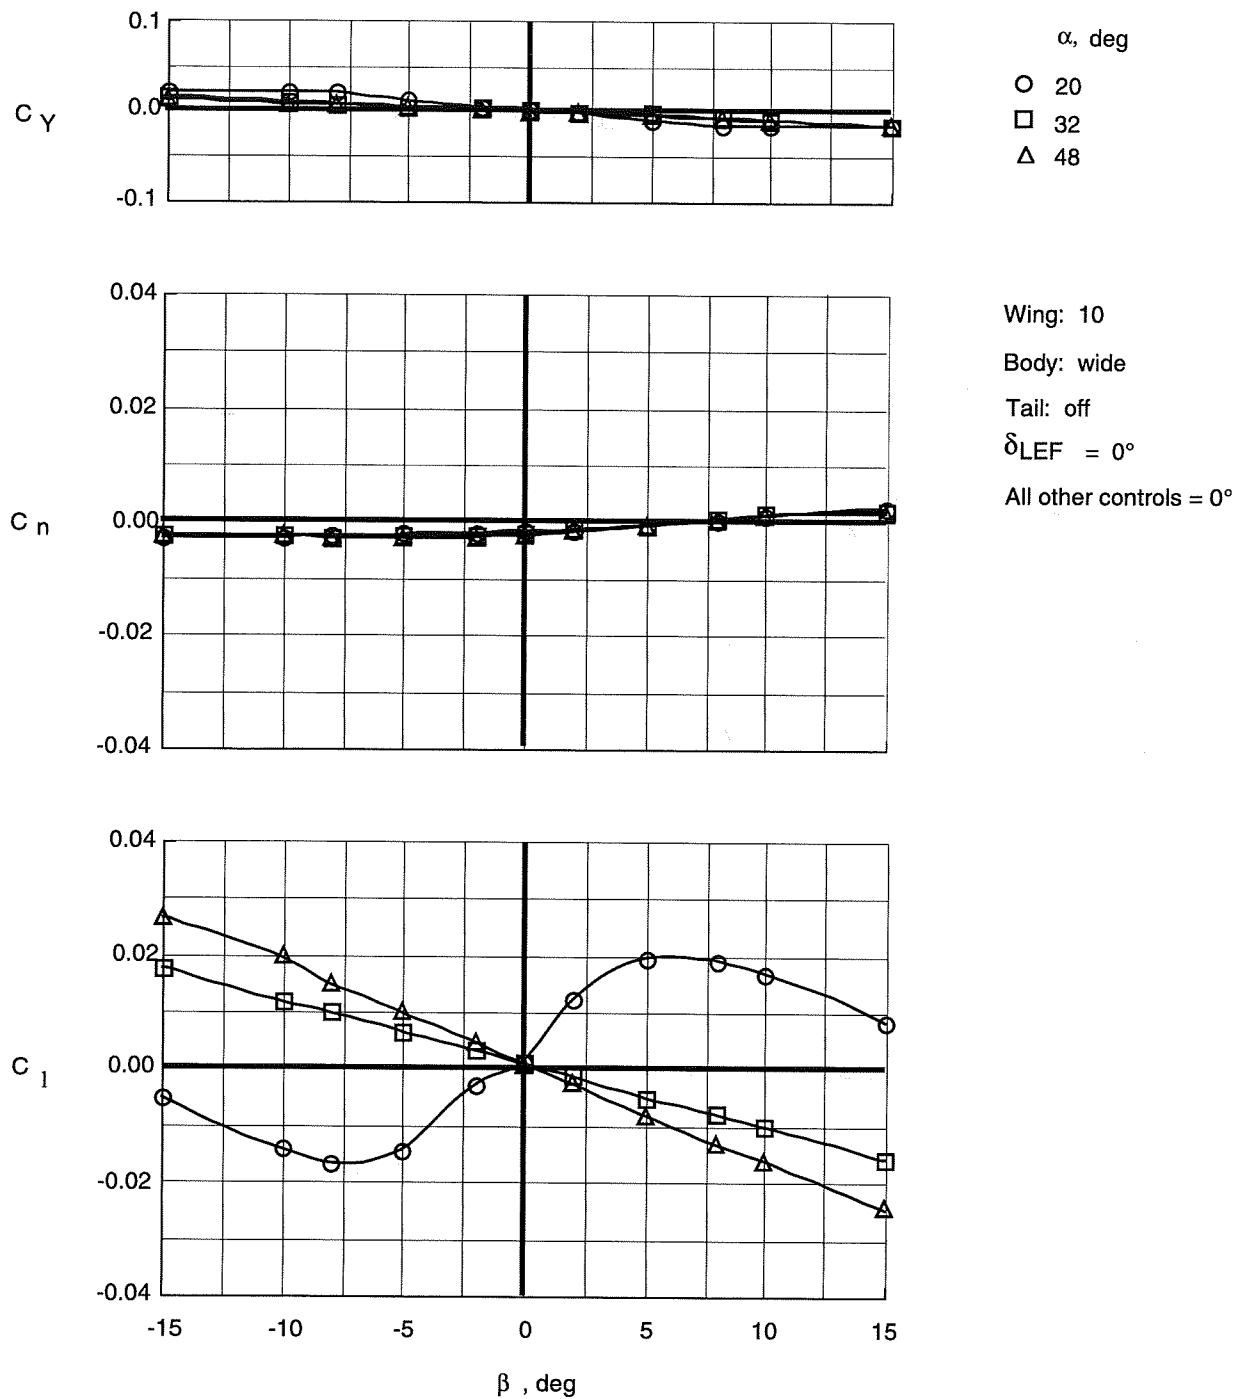 0.1
C Y
0.0
-0.1
α, deg
20
32
48
0.04
0.02
C n
0.00
-0.02
-0.04
Wing: 10
Body: wide
Tail: off
δLEF = 0°
All other controls = 0°
0.04
0.02
C l
0.00
-0.02
-0.04
-15 -10 -5 0 5 10 15
β , deg